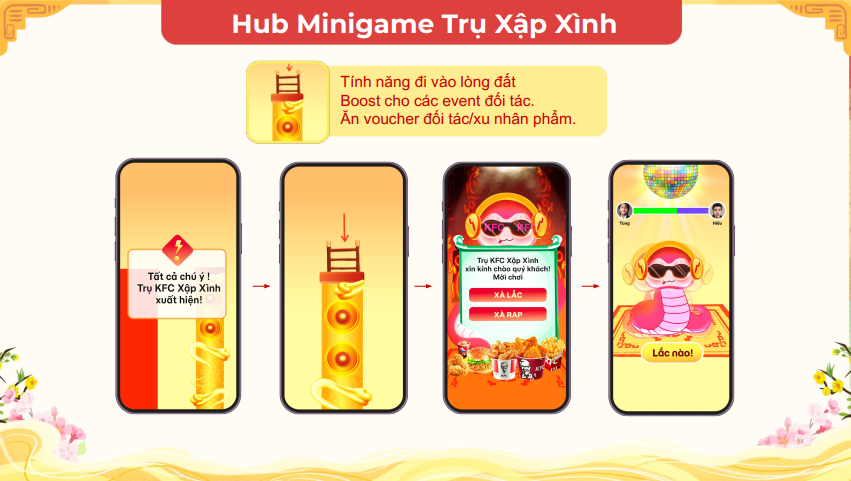 Hub Minigame Trụ Xập Xình
Tính năng đi vào lòng đất
Boost cho các event đối tác.
Ăn voucher đối tác/xu nhân phẩm.
Tất cả chú ý !
Trụ KFC Xập Xình
xuất hiện!
KFC
Trụ KFC Xập Xình
xin kính chào quý khách!
Mời chơi
XÀ LẮC
XÀ RAP
KFC
KFC
Tùng
Hiếu
Lắc nào!